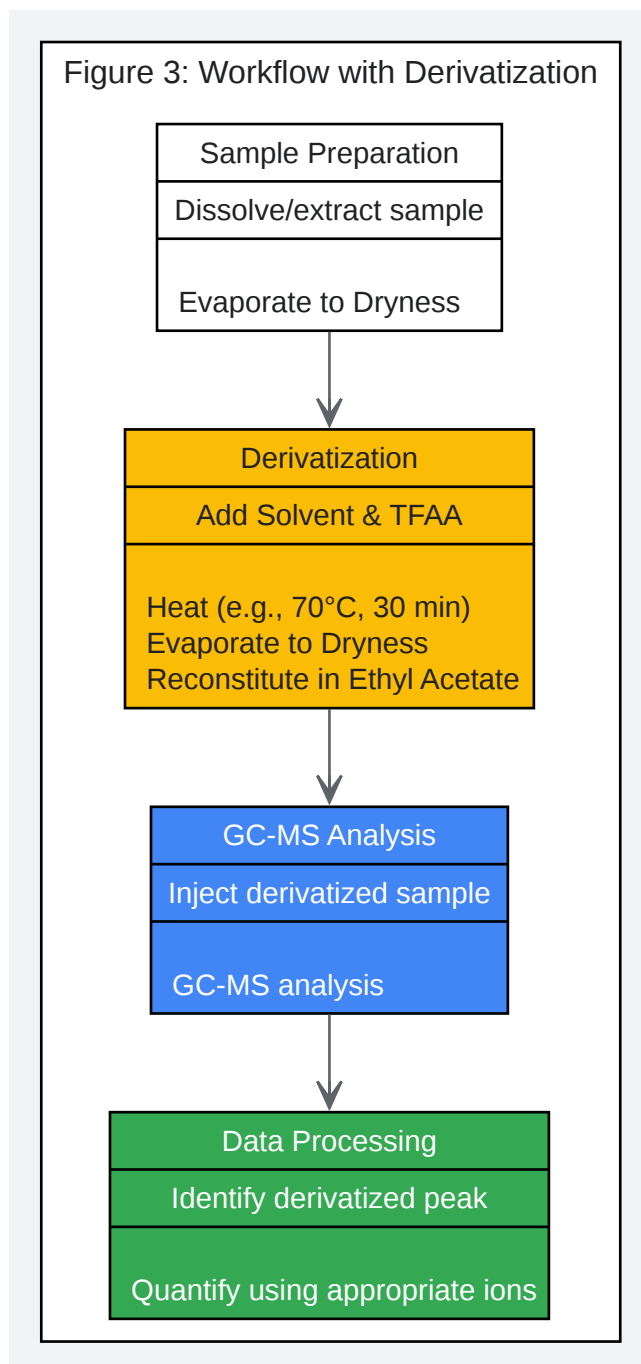 Figure 3: Workflow with Derivatization
Sample Preparation
Dissolve/extract sample
Evaporate to Dryness
Derivatization
Add Solvent & TFAA
Heat (e.g., 70°C, 30 min)
Evaporate to Dryness
Reconstitute in Ethyl Acetate
GC-MS Analysis
Inject derivatized sample
GC-MS analysis
Data Processing
Identify derivatized peak
Quantify using appropriate ions